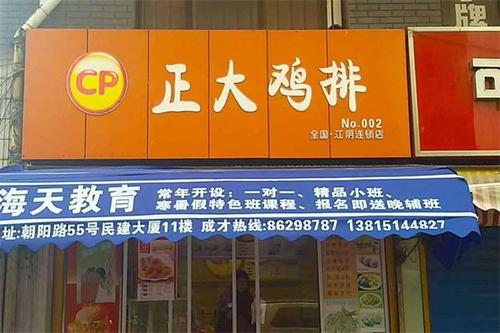 CP
正大鸡排
No.002
全国·江阴连锁店
牌
海天教育
常年开设:一对一、精品小班、
寒暑假特色班课程、报名即送晚辅班
址:朝阳路55号民建大厦11楼 成才热线:86298787 13815144827